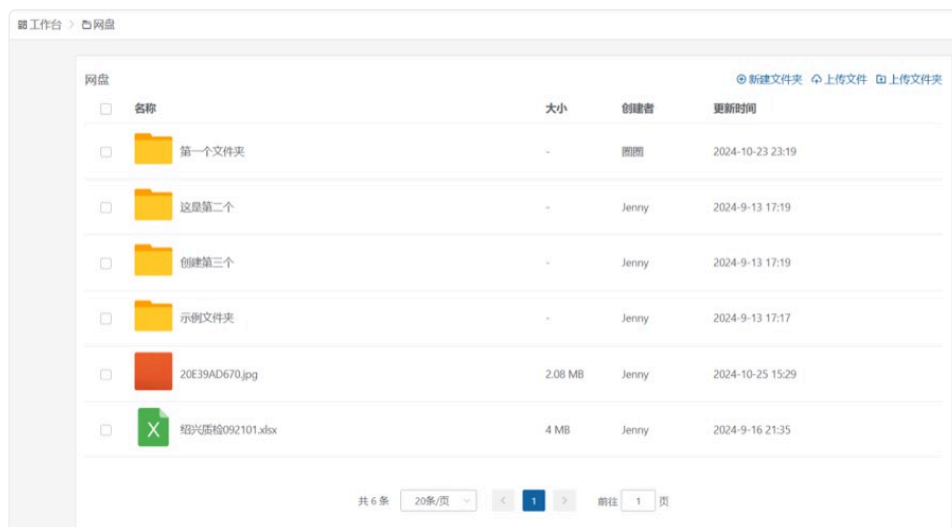 工作台 > 网盘
网盘 新建文件夹 上传文件 上传文件夹
名称 大小 创建者 更新时间
第一个文件夹 - 圈圈 2024-10-23 23:19
这是第二个 - Jenny 2024-9-13 17:19
创建第三个 - Jenny 2024-9-13 17:19
示例文件夹 - Jenny 2024-9-13 17:17
20E39AD670.jpg 2.08 MB Jenny 2024-10-25 15:29
X 绍兴质检092101.xlsx 4 MB Jenny 2024-9-16 21:35
共 6 条 20条/页 < 1 > 前往 1 页